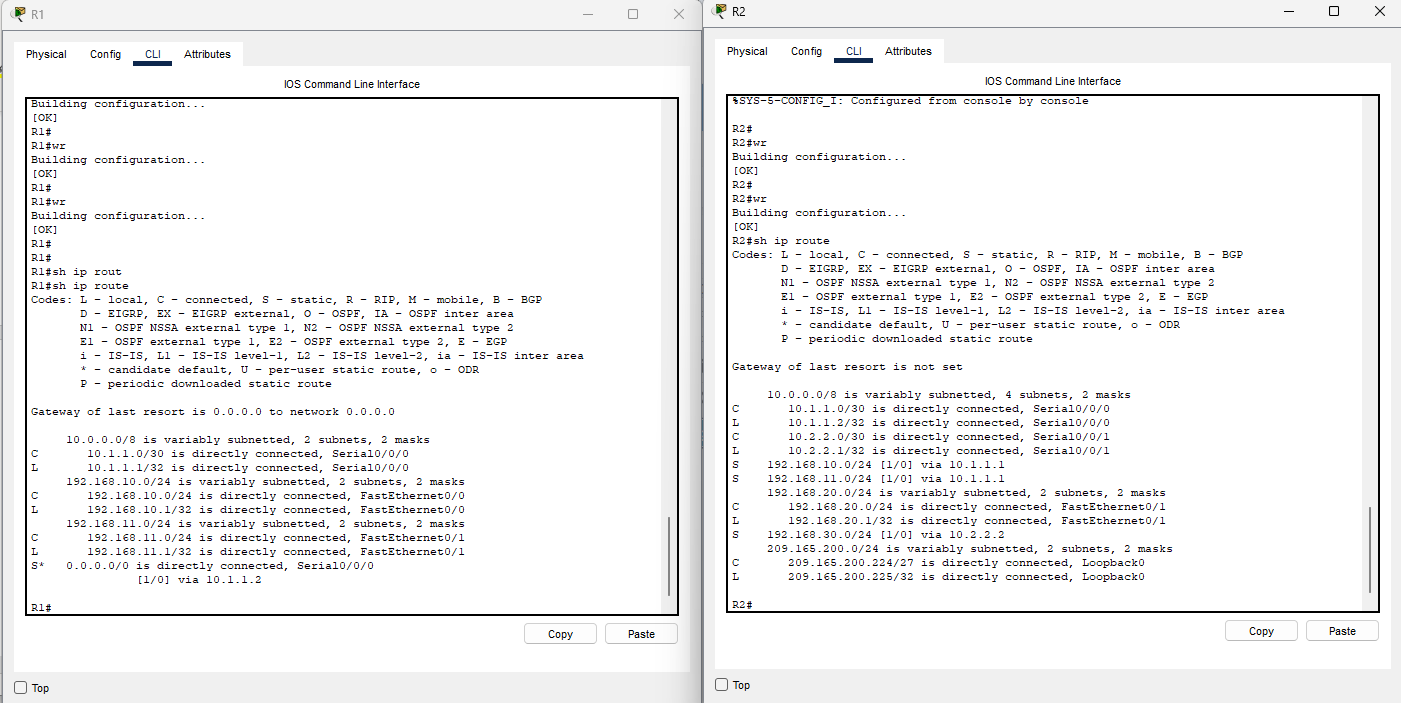 R1
Physical Config CLI Attributes
IOS Command Line Interface
Building configuration...
[OK]
R1#
R1#wr
Building configuration...
[OK]
R1#
R1#wr
Building configuration...
[OK]
R1#
R1#
R1#sh ip rout
R1#sh ip route
Codes: L - local, C - connected, S - static, R - RIP, M - mobile, B - BGP
       D - EIGRP, EX - EIGRP external, O - OSPF, IA - OSPF inter area
       N1 - OSPF NSSA external type 1, N2 - OSPF NSSA external type 2
       E1 - OSPF external type 1, E2 - OSPF external type 2, E - EGP
       i - IS-IS, L1 - IS-IS level-1, L2 - IS-IS level-2, ia - IS-IS inter area
       * - candidate default, U - per-user static route, o - ODR
       P - periodic downloaded static route
Gateway of last resort is 0.0.0.0 to network 0.0.0.0
     10.0.0.0/8 is variably subnetted, 2 subnets, 2 masks
C       10.1.1.0/30 is directly connected, Serial0/0/0
L       10.1.1.1/32 is directly connected, Serial0/0/0
     192.168.10.0/24 is variably subnetted, 2 subnets, 2 masks
C       192.168.10.0/24 is directly connected, FastEthernet0/0
L       192.168.10.1/32 is directly connected, FastEthernet0/0
     192.168.11.0/24 is variably subnetted, 2 subnets, 2 masks
C       192.168.11.0/24 is directly connected, FastEthernet0/1
L       192.168.11.1/32 is directly connected, FastEthernet0/1
S*   0.0.0.0/0 is directly connected, Serial0/0/0
               [1/0] via 10.1.1.2
R1#
Copy Paste
Top
R2
Physical Config CLI Attributes
IOS Command Line Interface
%SYS-5-CONFIG_I: Configured from console by console
R2#
R2#wr
Building configuration...
[OK]
R2#
R2#wr
Building configuration...
[OK]
R2#sh ip route
Codes: L - local, C - connected, S - static, R - RIP, M - mobile, B - BGP
       D - EIGRP, EX - EIGRP external, O - OSPF, IA - OSPF inter area
       N1 - OSPF NSSA external type 1, N2 - OSPF NSSA external type 2
       E1 - OSPF external type 1, E2 - OSPF external type 2, E - EGP
       i - IS-IS, L1 - IS-IS level-1, L2 - IS-IS level-2, ia - IS-IS inter area
       * - candidate default, U - per-user static route, o - ODR
       P - periodic downloaded static route
Gateway of last resort is not set
     10.0.0.0/8 is variably subnetted, 4 subnets, 2 masks
C       10.1.1.0/30 is directly connected, Serial0/0/0
L       10.1.1.2/32 is directly connected, Serial0/0/0
C       10.2.2.0/30 is directly connected, Serial0/0/1
L       10.2.2.1/32 is directly connected, Serial0/0/1
S    192.168.10.0/24 [1/0] via 10.1.1.1
S    192.168.11.0/24 [1/0] via 10.1.1.1
     192.168.20.0/24 is variably subnetted, 2 subnets, 2 masks
C       192.168.20.0/24 is directly connected, FastEthernet0/1
L       192.168.20.1/32 is directly connected, FastEthernet0/1
S    192.168.30.0/24 [1/0] via 10.2.2.2
     209.165.200.0/24 is variably subnetted, 2 subnets, 2 masks
C       209.165.200.224/27 is directly connected, Loopback0
L       209.165.200.225/32 is directly connected, Loopback0
R2#
Copy Paste
Top